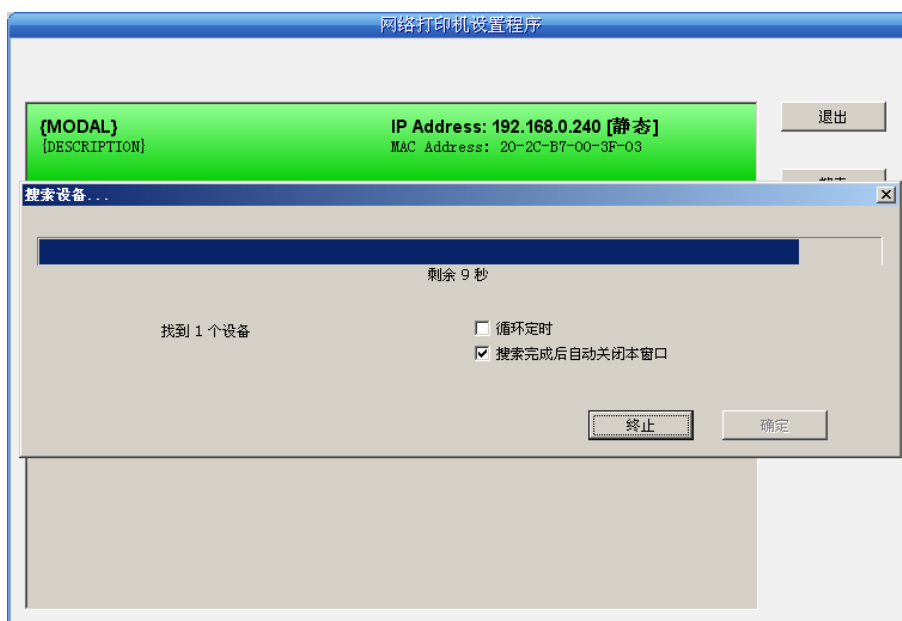 网络打印机设置程序
{MODAL}
IP Address: 192.168.0.240 [静态]
退出
{DESCRIPTION}
MAC Address: 20-2C-B7-00-3F-03
搜索设备...
剩余 9 秒
找到 1 个设备
循环定时
搜索完成后自动关闭本窗口
终止
确定